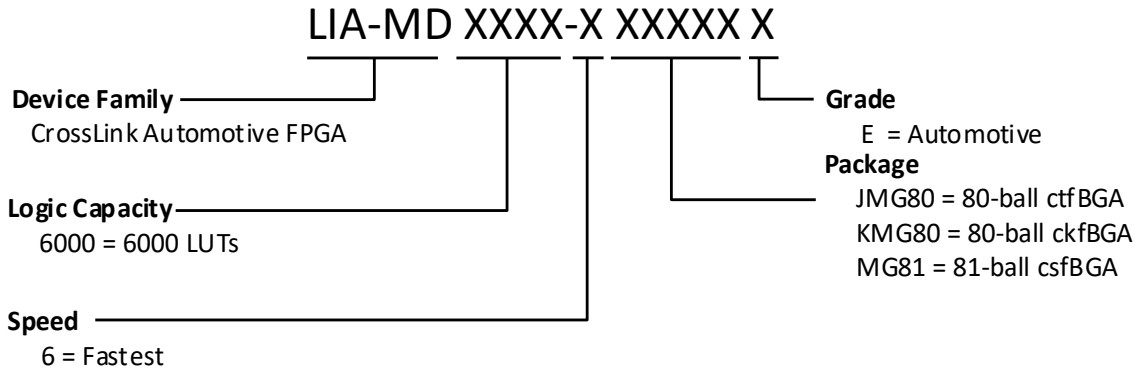 LIA-MD XXXX-X XXXXX X
Device Family
CrossLink Automotive FPGA
Logic Capacity
6000 = 6000 LUTs
Speed
6 = Fastest
Grade
E = Automotive
Package
JMG80 = 80-ball ctfBGA
KMG80 = 80-ball ckfBGA
MG81 = 81-ball csfBGA